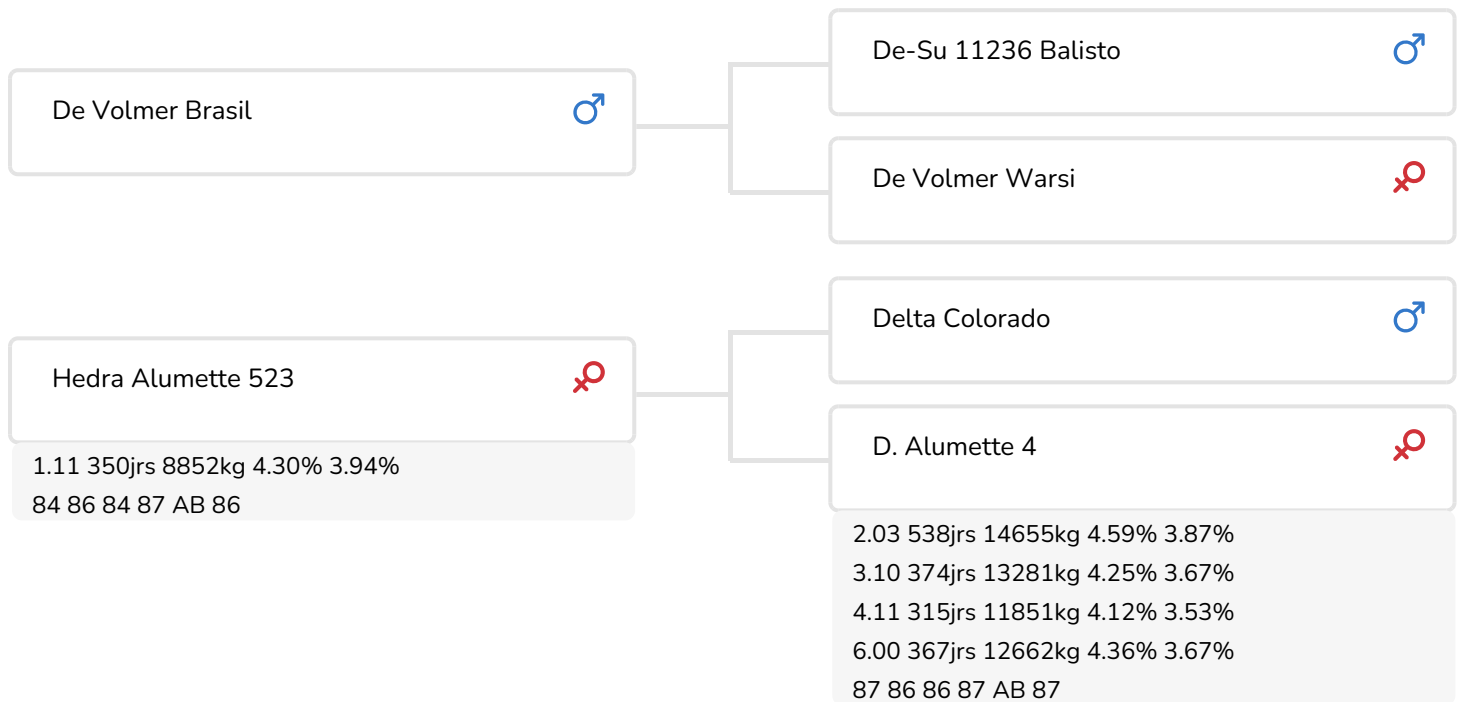 De Volmer Brasil
De-Su 11236 Balisto
De Volmer Warsi
Hedra Alumette 523
1.11 350jrs 8852kg 4.30% 3.94%
84 86 84 87 AB 86
Delta Colorado
D. Alumette 4
2.03 538jrs 14655kg 4.59% 3.87%
3.10 374jrs 13281kg 4.25% 3.67%
4.11 315jrs 11851kg 4.12% 3.53%
6.00 367jrs 12662kg 4.36% 3.67%
87 86 86 87 AB 87